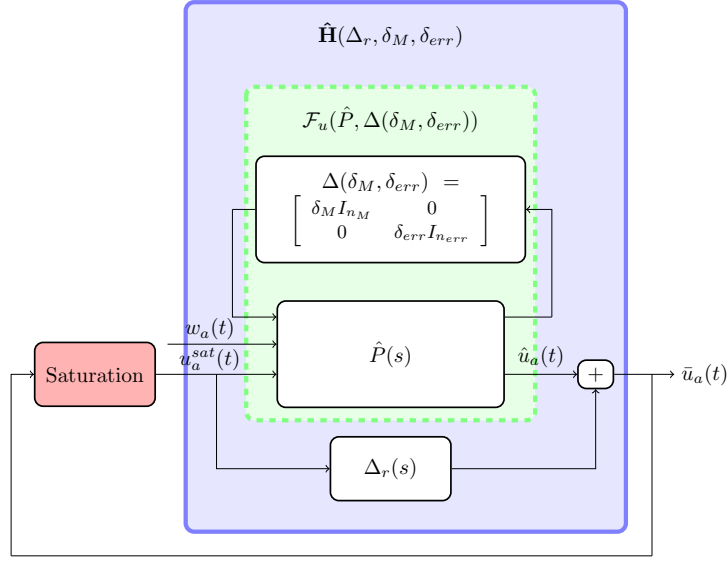 Ĥ(Δ_r, δ_M, δ_err)
ℱ_u(P̂, Δ(δ_M, δ_err))
Δ(δ_M, δ_err) =
[ δ_M I_{n_M} 0 ]
[ 0 δ_err I_{n_err} ]
w_a(t)
P̂(s)
u_a^{sat}(t)
û_a(t)
Saturation
+
ū_a(t)
Δ_r(s)